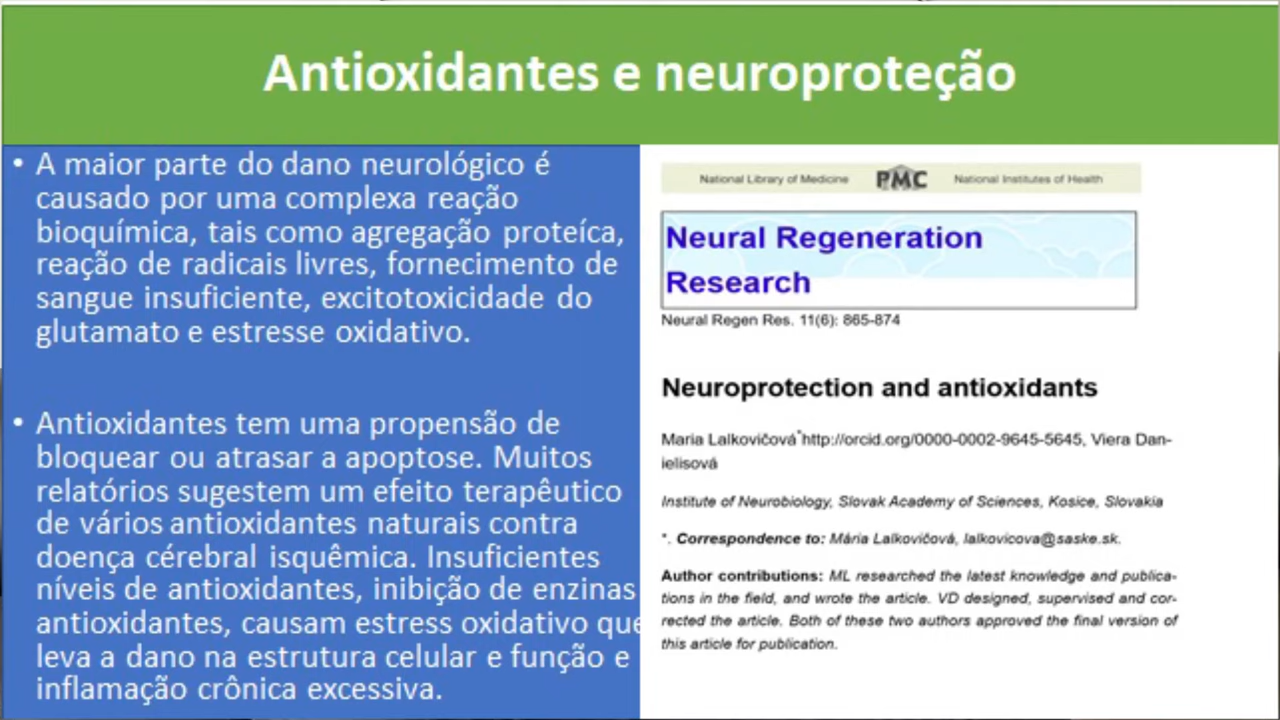 Antioxidantes e neuroproteção
• A maior parte do dano neurológico é
causado por uma complexa reação
bioquímica, tais como agregação proteíca,
reação de radicais livres, fornecimento de
sangue insuficiente, excitotoxicidade do
glutamato e estresse oxidativo.
• Antioxidantes tem uma propensão de
bloquear ou atrasar a apoptose. Muitos
relatórios sugestem um efeito terapêutico
de vários antioxidantes naturais contra
doença cérebral isquêmica. Insuficientes
níveis de antioxidantes, inibição de enzinas
antioxidantes, causam estress oxidativo que
leva a dano na estrutura celular e função e
inflamação crônica excessiva.
National Library of Medicine PMC National Institutes of Health
Neural Regeneration
Research
Neural Regen Res. 11(6): 865-874
Neuroprotection and antioxidants
Maria Lalkovičová*http://orcid.org/0000-0002-9645-5645, Viera Dan-
ielisová
Institute of Neurobiology, Slovak Academy of Sciences, Kosice, Slovakia
*. Correspondence to: Mária Lalkovičová, lalkovicova@saske.sk.
Author contributions: ML researched the latest knowledge and publica-
tions in the field, and wrote the article. VD designed, supervised and cor-
rected the article. Both of these two authors approved the final version of
this article for publication.